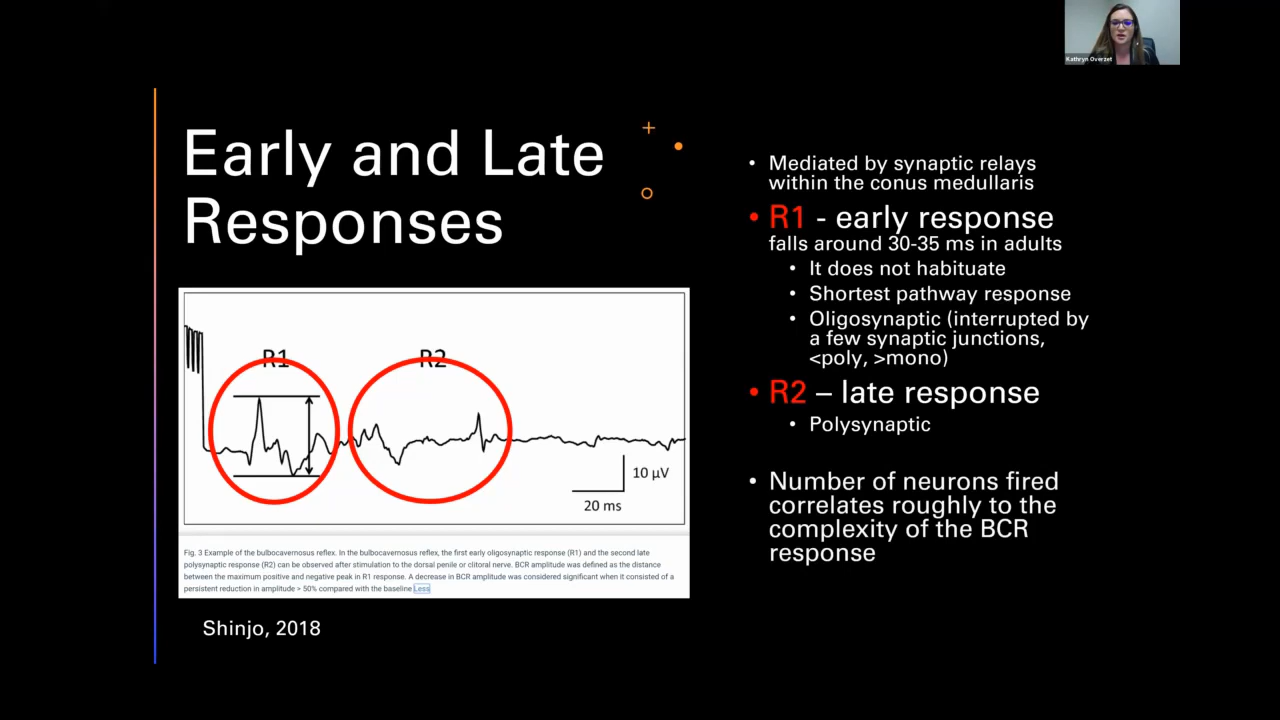 Kathryn Overzet
Early and Late
Responses
R1
R2
10 µV
20 ms
Fig. 3 Example of the bulbocavernosus reflex. In the bulbocavernosus reflex, the first early oligosynaptic response (R1) and the second late
polysynaptic response (R2) can be observed after stimulation to the dorsal penile or clitoral nerve. BCR amplitude was defined as the distance
between the maximum positive and negative peak in R1 response. A decrease in BCR amplitude was considered significant when it consisted of a
persistent reduction in amplitude > 50% compared with the baseline Less
Shinjo, 2018
• Mediated by synaptic relays
within the conus medullaris
• R1 - early response
falls around 30-35 ms in adults
• It does not habituate
• Shortest pathway response
• Oligosynaptic (interrupted by
a few synaptic junctions,
<poly, >mono)
• R2 – late response
• Polysynaptic
• Number of neurons fired
correlates roughly to the
complexity of the BCR
response